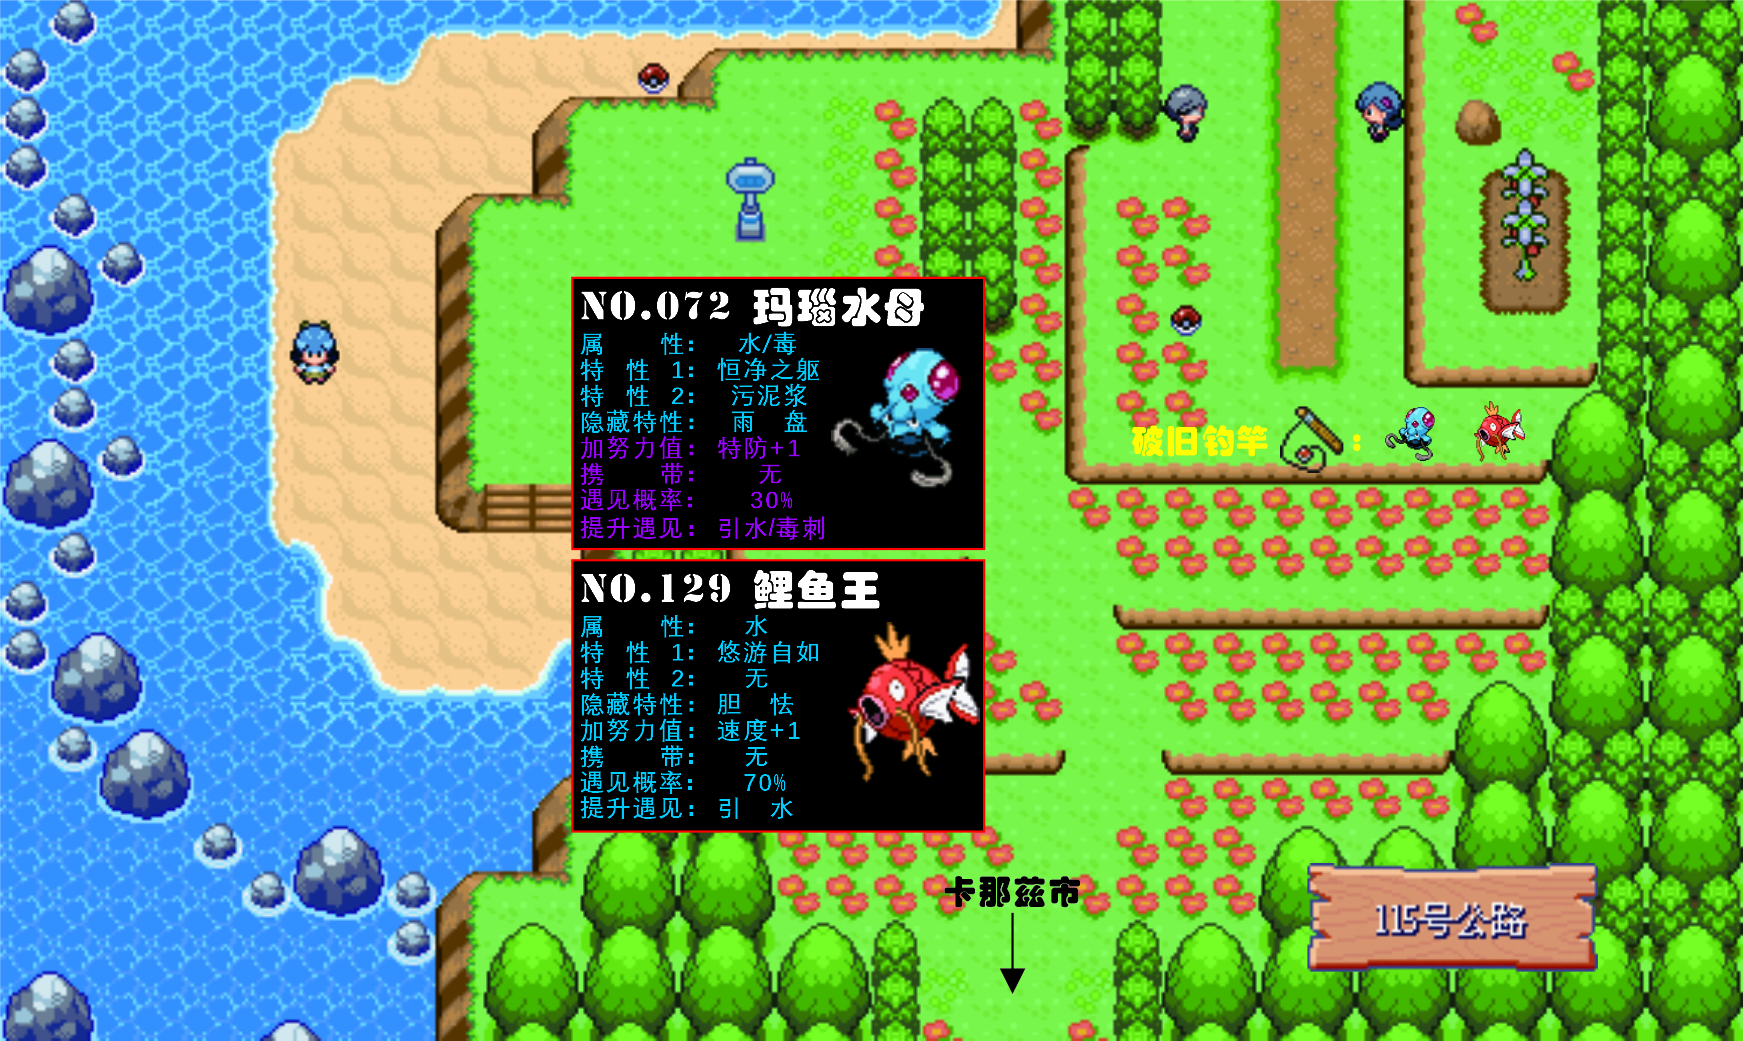 NO.072 玛瑙水母
属 性： 水/毒
特 性 1： 恒净之躯
特 性 2： 污泥浆
隐藏特性： 雨 盘
加努力值： 特防+1
携 带： 无
遇见概率： 30%
提升遇见： 引水/毒刺
破旧钓竿：
NO.129 鲤鱼王
属 性： 水
特 性 1： 悠游自如
特 性 2： 无
隐藏特性： 胆 怯
加努力值： 速度+1
携 带： 无
遇见概率： 70%
提升遇见： 引 水
卡那兹市
115号公路